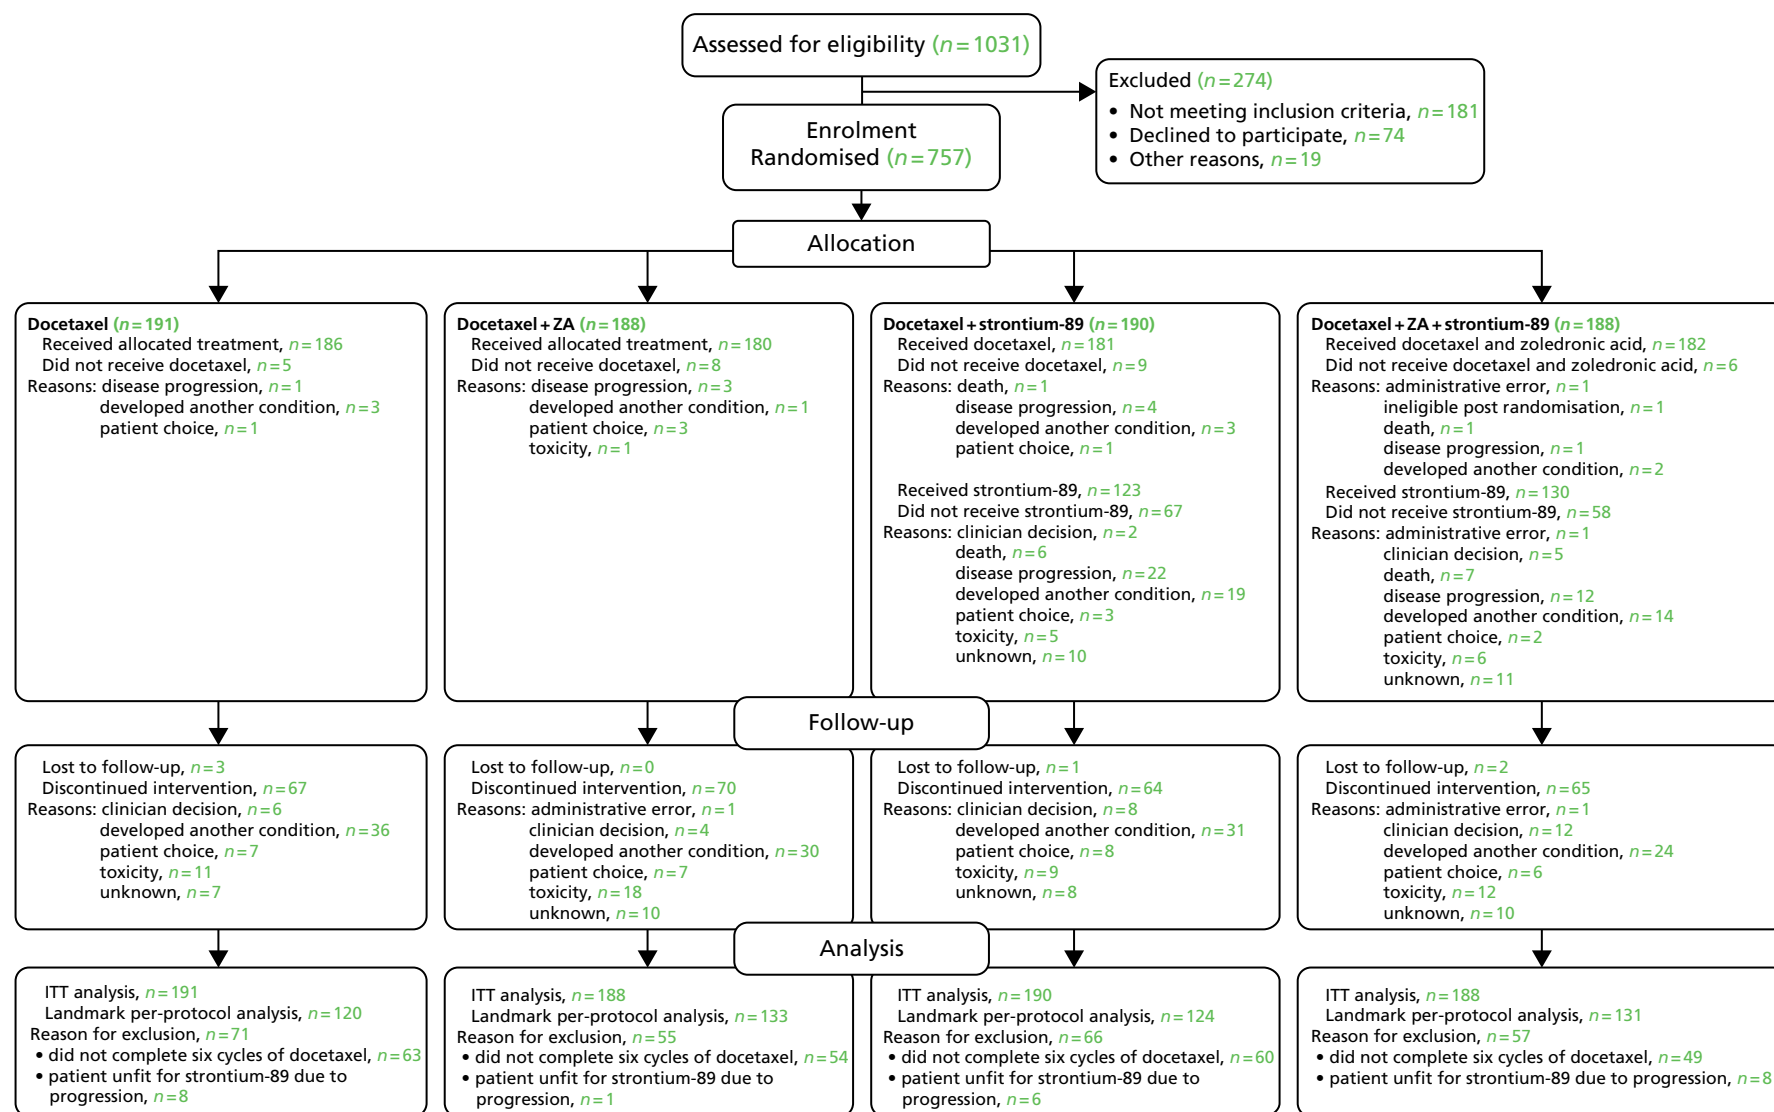 Assessed for eligibility (n=1031)
Excluded (n=274)
• Not meeting inclusion criteria, n=181
• Declined to participate, n=74
• Other reasons, n=19
Enrolment
Randomised (n=757)
Allocation
Docetaxel (n=191)
Received allocated treatment, n=186
Did not receive docetaxel, n=5
Reasons: disease progression, n=1
developed another condition, n=3
patient choice, n=1
Docetaxel+ZA (n=188)
Received allocated treatment, n=180
Did not receive docetaxel, n=8
Reasons: disease progression, n=3
developed another condition, n=1
patient choice, n=3
toxicity, n=1
Docetaxel+strontium-89 (n=190)
Received docetaxel, n=181
Did not receive docetaxel, n=9
Reasons: death, n=1
disease progression, n=4
developed another condition, n=3
patient choice, n=1
Received strontium-89, n=123
Did not receive strontium-89, n=67
Reasons: clinician decision, n=2
death, n=6
disease progression, n=22
developed another condition, n=19
patient choice, n=3
toxicity, n=5
unknown, n=10
Docetaxel+ZA+strontium-89 (n=188)
Received docetaxel and zoledronic acid, n=182
Did not receive docetaxel and zoledronic acid, n=6
Reasons: administrative error, n=1
ineligible post randomisation, n=1
death, n=1
disease progression, n=1
developed another condition, n=2
Received strontium-89, n=130
Did not receive strontium-89, n=58
Reasons: administrative error, n=1
clinician decision, n=5
death, n=7
disease progression, n=12
developed another condition, n=14
patient choice, n=2
toxicity, n=6
unknown, n=11
Follow-up
Lost to follow-up, n=3
Discontinued intervention, n=67
Reasons: clinician decision, n=6
developed another condition, n=36
patient choice, n=7
toxicity, n=11
unknown, n=7
Lost to follow-up, n=0
Discontinued intervention, n=70
Reasons: administrative error, n=1
clinician decision, n=4
developed another condition, n=30
patient choice, n=7
toxicity, n=18
unknown, n=10
Lost to follow-up, n=1
Discontinued intervention, n=64
Reasons: clinician decision, n=8
developed another condition, n=31
patient choice, n=8
toxicity, n=9
unknown, n=8
Lost to follow-up, n=2
Discontinued intervention, n=65
Reasons: administrative error, n=1
clinician decision, n=12
developed another condition, n=24
patient choice, n=6
toxicity, n=12
unknown, n=10
Analysis
ITT analysis, n=191
Landmark per-protocol analysis, n=120
Reason for exclusion, n=71
• did not complete six cycles of docetaxel, n=63
• patient unfit for strontium-89 due to
progression, n=8
ITT analysis, n=188
Landmark per-protocol analysis, n=133
Reason for exclusion, n=55
• did not complete six cycles of docetaxel, n=54
• patient unfit for strontium-89 due to
progression, n=1
ITT analysis, n=190
Landmark per-protocol analysis, n=124
Reason for exclusion, n=66
• did not complete six cycles of docetaxel, n=60
• patient unfit for strontium-89 due to
progression, n=6
ITT analysis, n=188
Landmark per-protocol analysis, n=131
Reason for exclusion, n=57
• did not complete six cycles of docetaxel, n=49
• patient unfit for strontium-89 due to progression, n=8